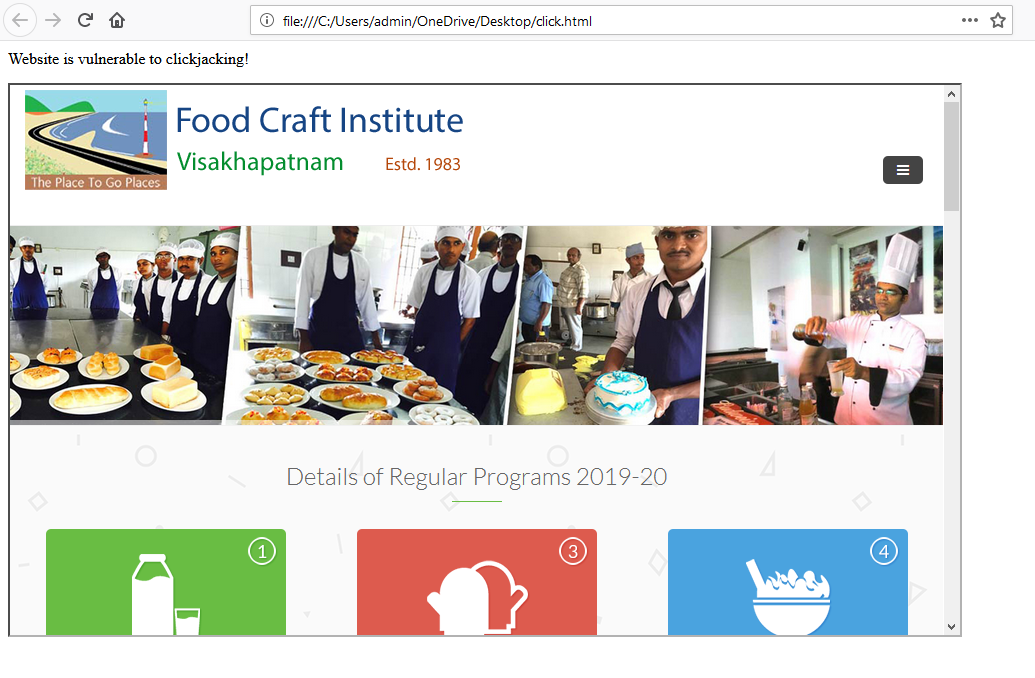 file:///C:/Users/admin/OneDrive/Desktop/click.html
Website is vulnerable to clickjacking!
Food Craft Institute
Visakhapatnam Estd. 1983
The Place To Go Places
Details of Regular Programs 2019-20
1 3 4